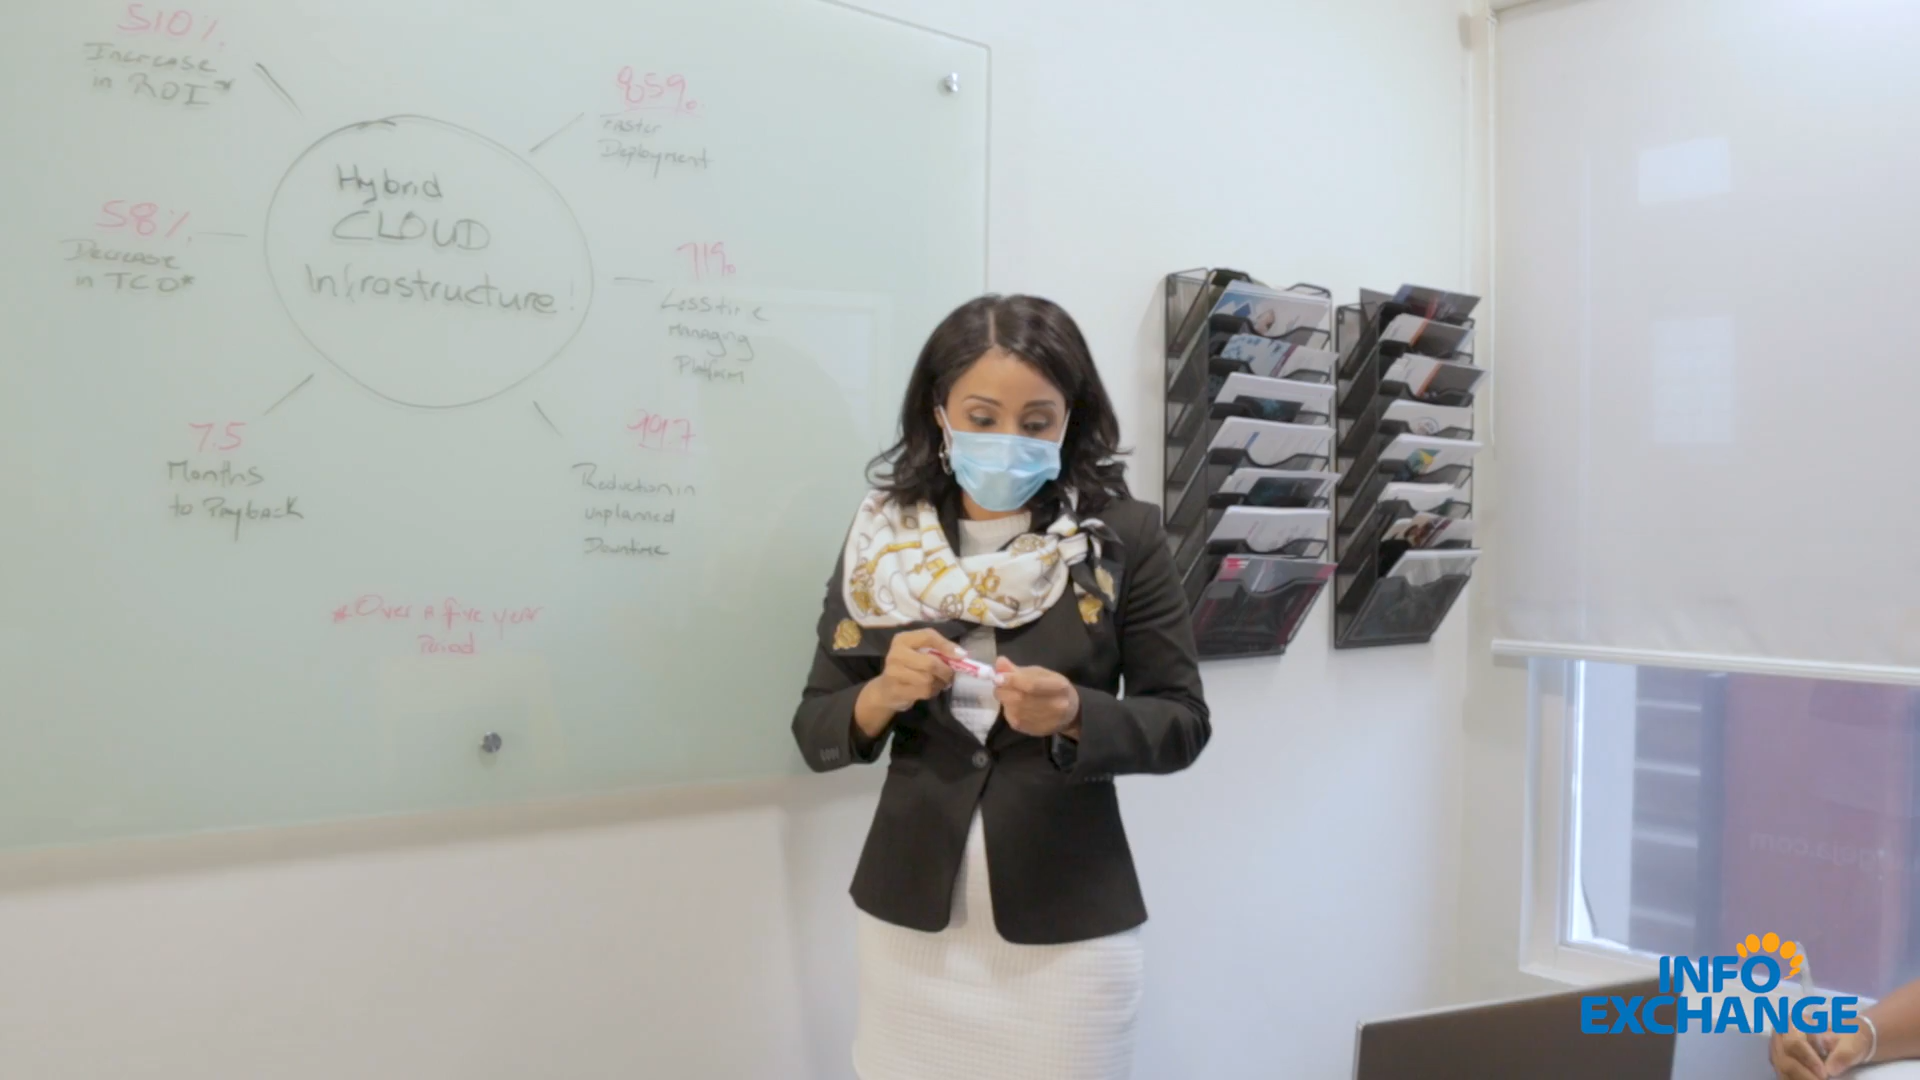 510%
Increase
in ROI*
58%
Decrease
in TCO*
7.5
Months
to Payback
Hybrid
CLOUD
Infrastructure
85%
Faster
Deployment
71%
Less time
Managing
Platform
Reduction in
unplanned
Downtime
*Over a five year
Period
INFO
EXCHANGE